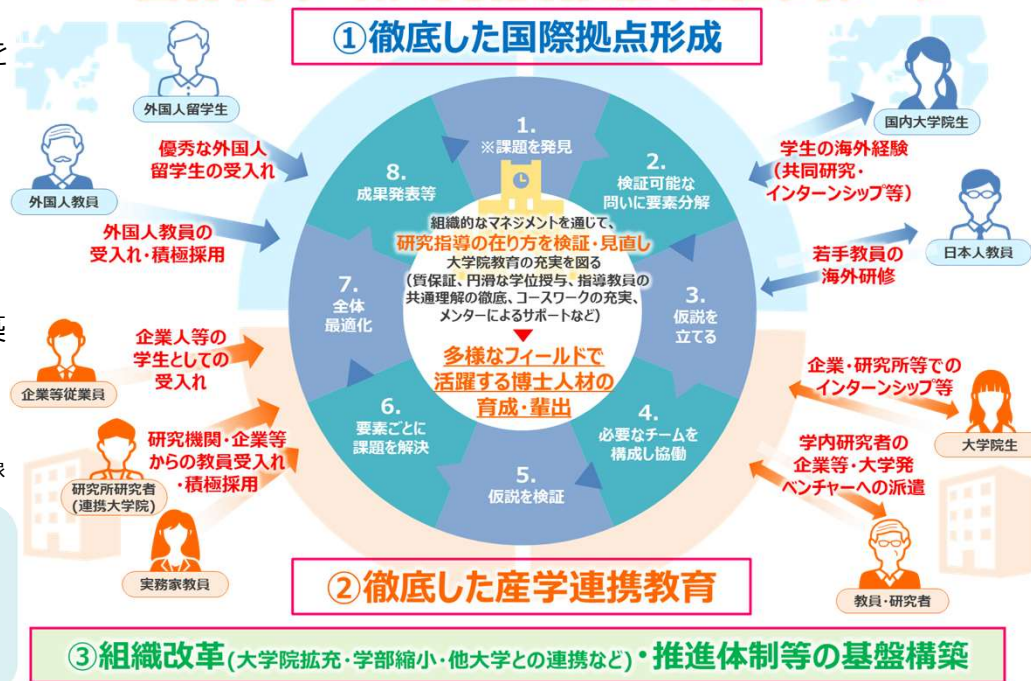 ①徹底した国際拠点形成
と
外国人留学生
優秀な外国人
留学生の受入れ
外国人教員
外国人教員の
受入れ・積極採用
国内大学院生
学生の海外経験
(共同研究・
インターンシップ等)
日本人教員
若手教員の
海外研修
1.
※課題を発見
2.
検証可能な
問いに要素分解
3.
仮説を
立てる
4.
必要なチームを
構成し協働
5.
仮説を検証
6.
要素ごとに
課題を解決
7.
全体
最適化
8.
成果発表等
組織的なマネジメントを通じて、
研究指導の在り方を検証・見直し
大学院教育の充実を図る
(質保証、円滑な学位授与、指導教員の
共通理解の徹底、コースワークの充実、
メンターによるサポートなど)
多様なフィールドで
活躍する博士人材の
育成・輩出
企業人等の
学生としての
受入れ
企業等従業員
研究機関・企業等
からの教員受入れ
・積極採用
研究所研究者
(連携大学院)
実務家教員
企業・研究所等での
インターンシップ等
大学院生
学内研究者の
企業等・大学発
ベンチャーへの派遣
教員・研究者
②徹底した産学連携教育
③組織改革(大学院拡充・学部縮小・他大学との連携など)・推進体制等の基盤構築